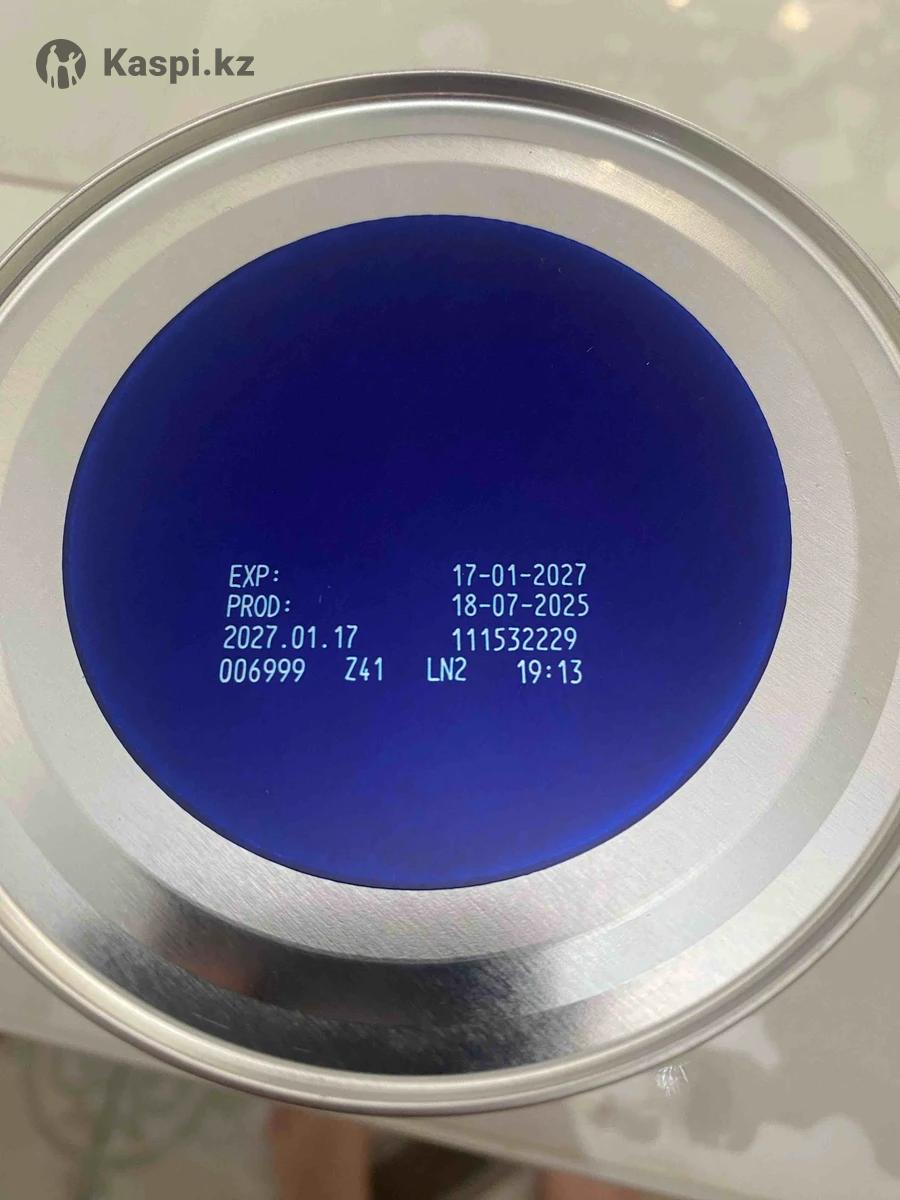 Kaspi.kz
EXP: 17-01-2027
PROD: 18-07-2025
2027.01.17 111532229
006999 Z41 LN2 19:13